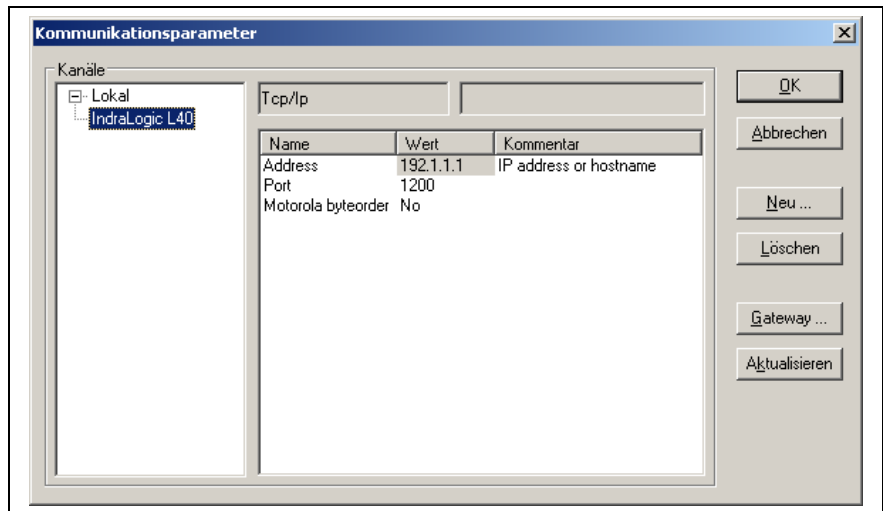 Kommunikationsparameter
Kanäle
Lokal
IndraLogic L40
Tcp/Ip
Name Wert Kommentar
Address 192.1.1.1 IP address or hostname
Port 1200
Motorola byteorder No
OK
Abbrechen
Neu ...
Löschen
Gateway ...
Aktualisieren